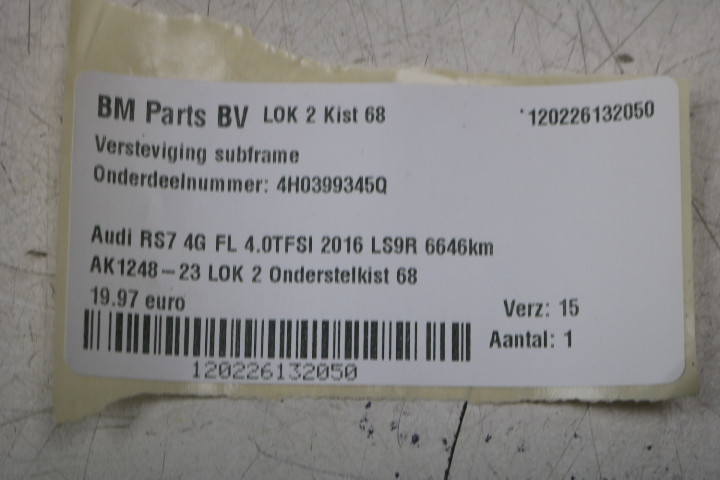 BM Parts BV LOK 2 Kist 68
*120226132050
Versteviging subframe
Onderdeelnummer: 4H0399345Q
Audi RS7 4G FL 4.0TFSI 2016 LS9R 6646km
AK1248-23 LOK 2 Onderstelkist 68
19.97 euro
Verz: 15
Aantal: 1
120226132050